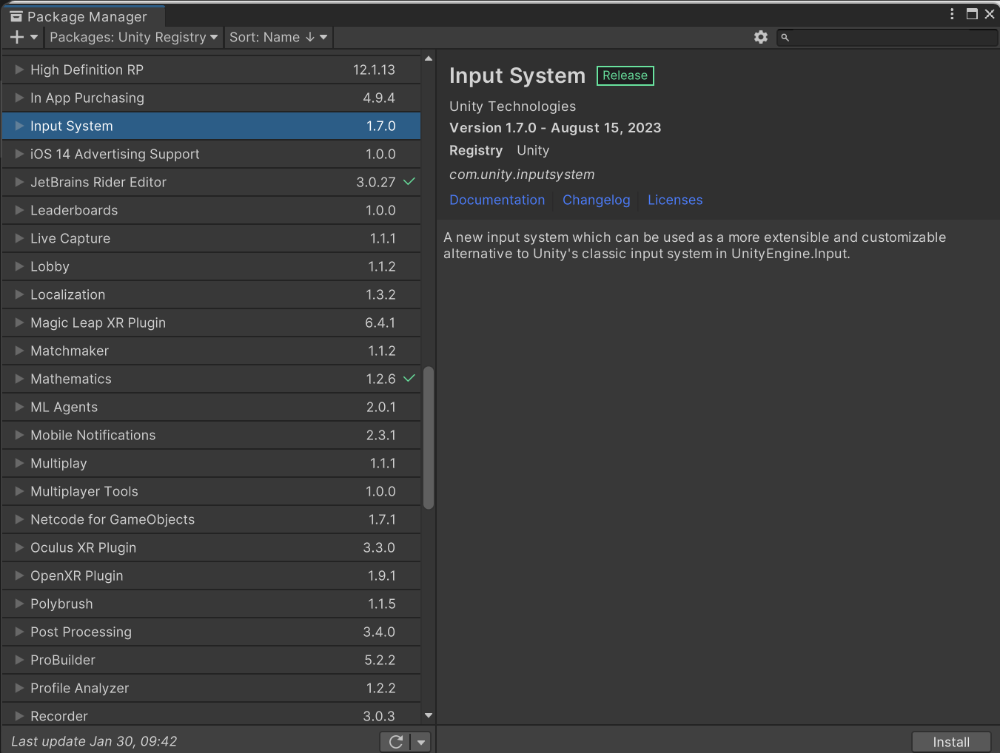 Package Manager
Packages: Unity Registry
Sort: Name ↓
High Definition RP 12.1.13
In App Purchasing 4.9.4
Input System 1.7.0
iOS 14 Advertising Support 1.0.0
JetBrains Rider Editor 3.0.27
Leaderboards 1.0.0
Live Capture 1.1.1
Lobby 1.1.2
Localization 1.3.2
Magic Leap XR Plugin 6.4.1
Matchmaker 1.1.2
Mathematics 1.2.6
ML Agents 2.0.1
Mobile Notifications 2.3.1
Multiplay 1.1.1
Multiplayer Tools 1.0.0
Netcode for GameObjects 1.7.1
Oculus XR Plugin 3.3.0
OpenXR Plugin 1.9.1
Polybrush 1.1.5
Post Processing 3.4.0
ProBuilder 5.2.2
Profile Analyzer 1.2.2
Recorder 3.0.3
Last update Jan 30, 09:42
Input System Release
Unity Technologies
Version 1.7.0 - August 15, 2023
Registry Unity
com.unity.inputsystem
Documentation Changelog Licenses
A new input system which can be used as a more extensible and customizable
alternative to Unity's classic input system in UnityEngine.Input.
Install